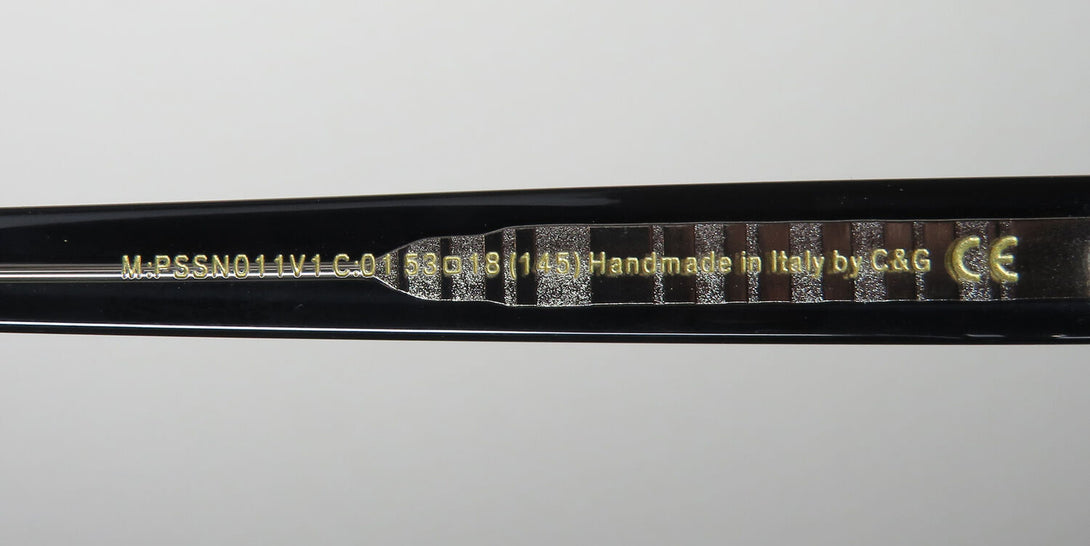 M:PSSN011V1 C.01 53□18 (145) Handmade in Italy by C&G CE